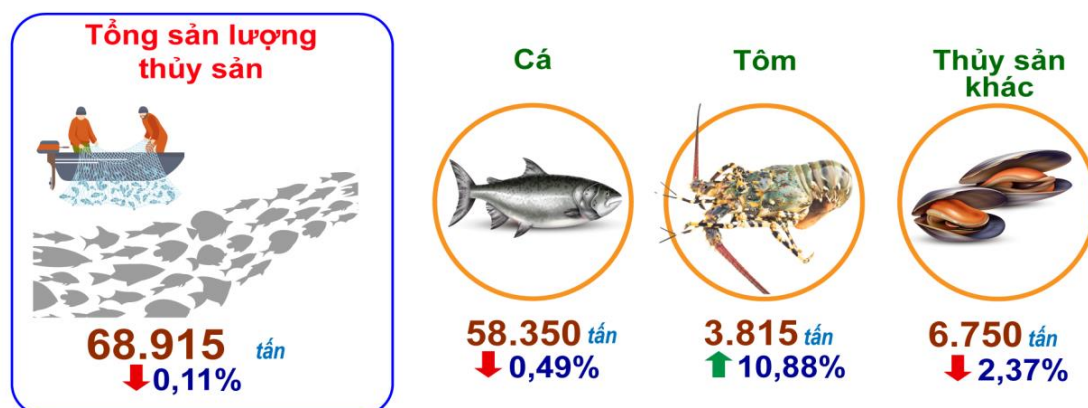 Tổng sản lượng
thủy sản
68.915 tấn
0,11%
Cá
58.350 tấn
0,49%
Tôm
3.815 tấn
10,88%
Thủy sản
khác
6.750 tấn
2,37%